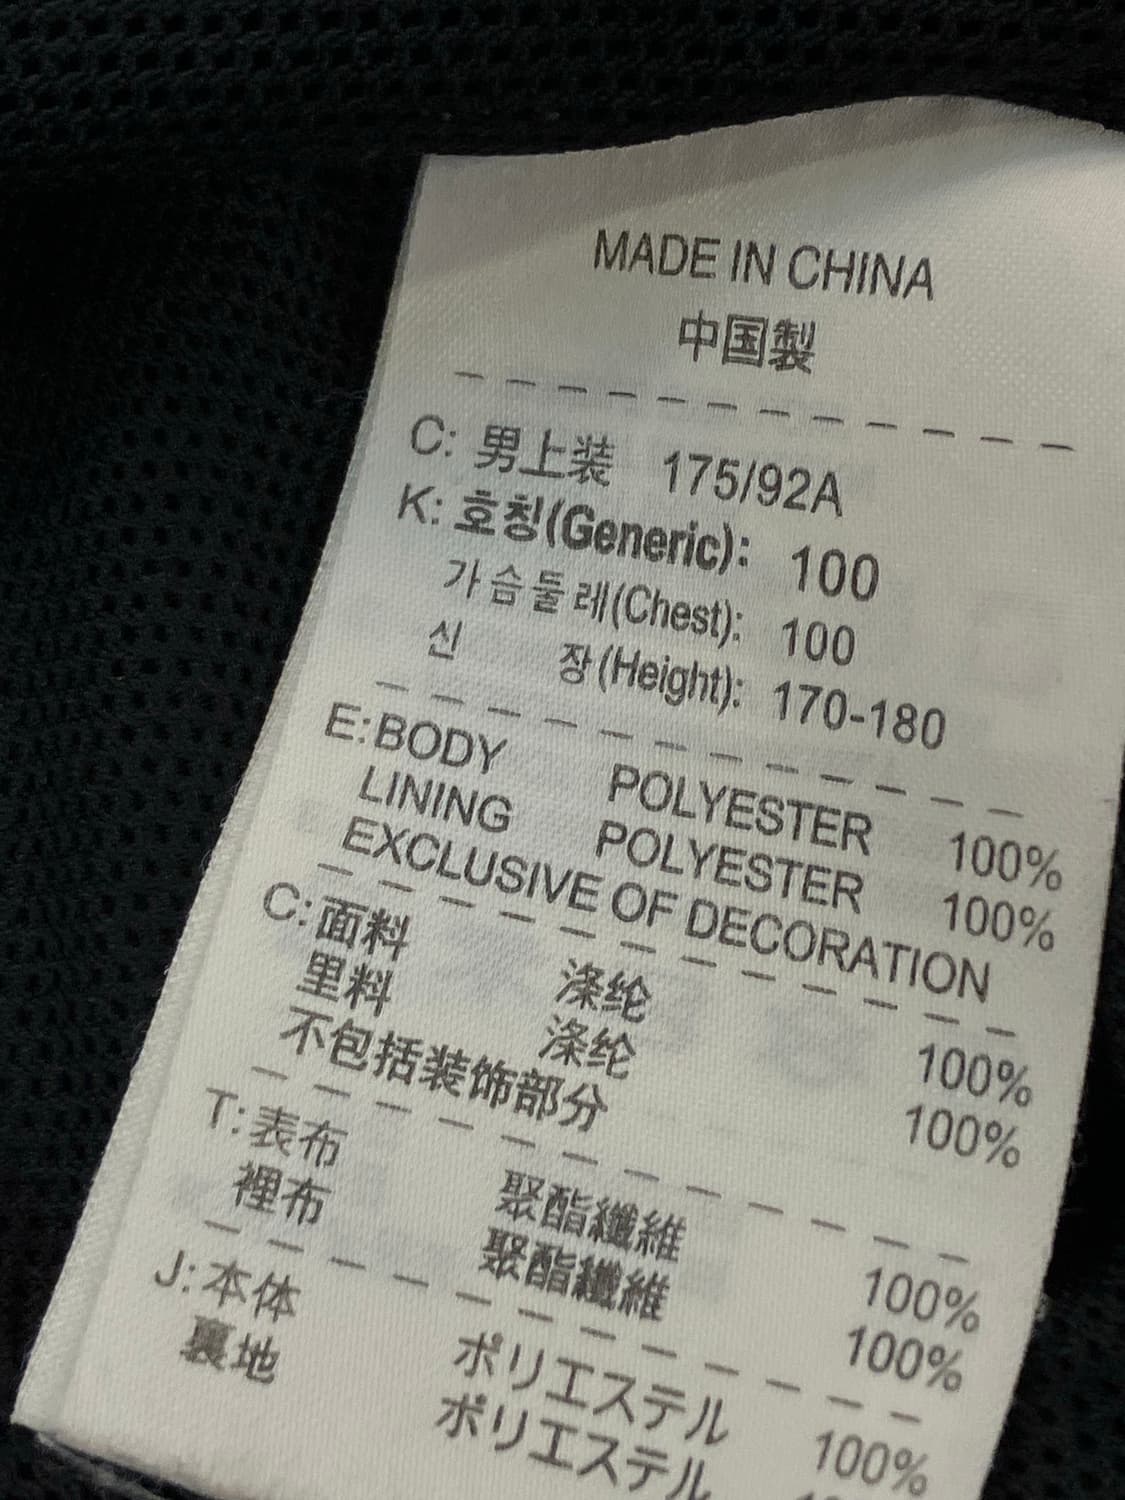 MADE IN CHINA
中国製
C: 男上装 175/92A
K: 호칭(Generic): 100
가슴둘레(Chest): 100
신 장(Height): 170-180
E: BODY POLYESTER 100%
LINING POLYESTER 100%
EXCLUSIVE OF DECORATION
C: 面料 涤纶 100%
里料 涤纶 100%
不包括装饰部分
T: 表布 聚酯纖維 100%
裡布 聚酯纖維 100%
J: 本体 ポリエステル 100%
裏地 ポリエステル